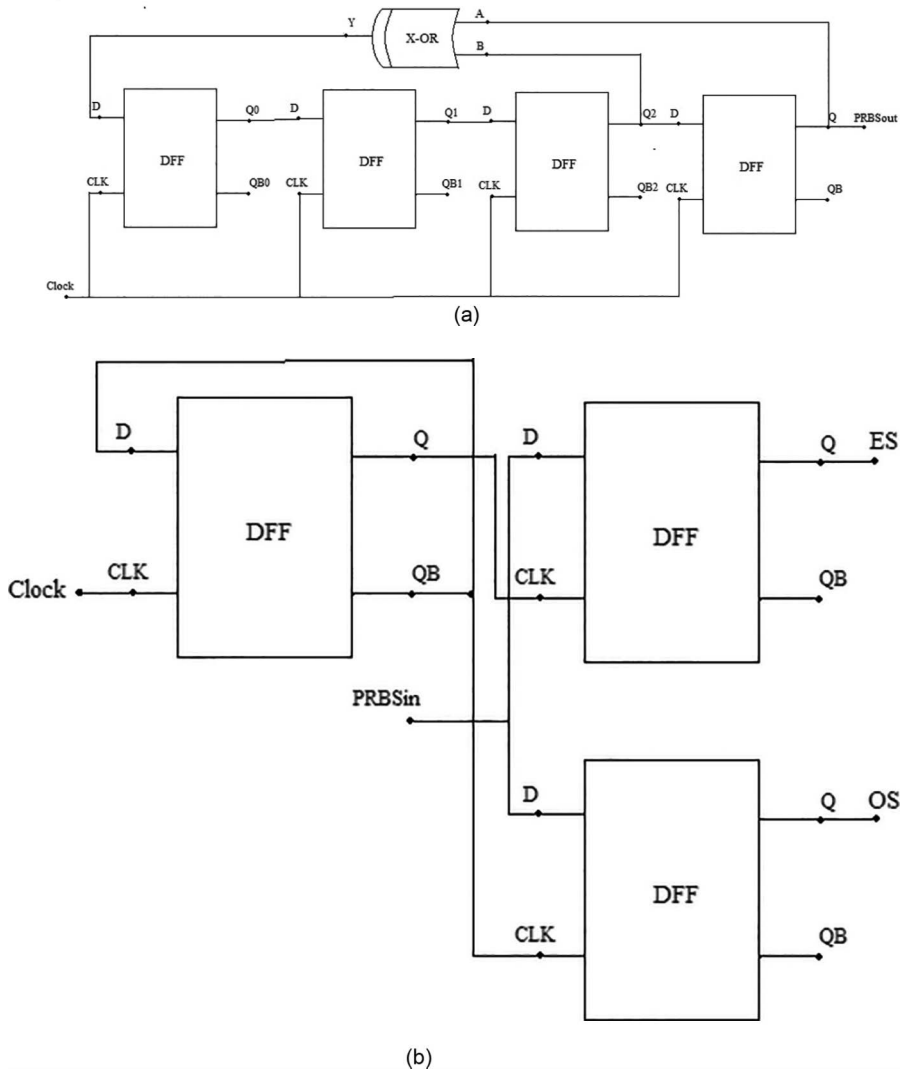 Y
X-OR
A
B
D
Q0
D
Q1
D
Q2
D
Q
PRBSout
DFF
DFF
DFF
DFF
CLK
QB0
CLK
QB1
CLK
QB2
CLK
QB
Clock
(a)
D
Q
D
Q
ES
DFF
DFF
Clock
CLK
QB
CLK
QB
PRBSin
D
Q
OS
DFF
CLK
QB
(b)